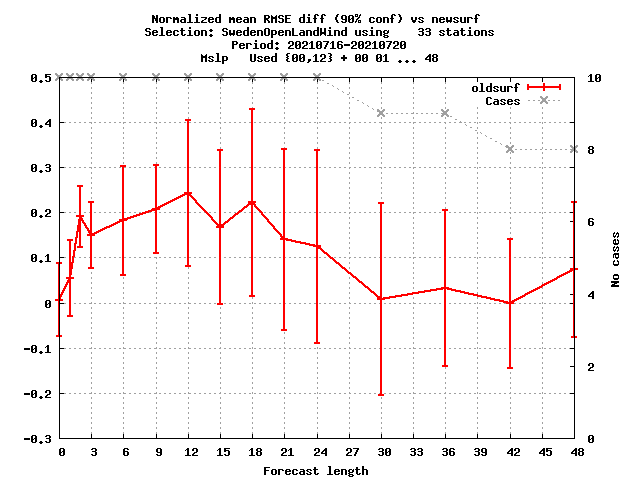 Normalized mean RMSE diff (90% conf) vs newsurf
Selection: SwedenOpenLandWind using    33 stations
Period: 20210716-20210720
Mslp   Used {00,12} + 00 01 ... 48
oldsurf
Cases
0.5
0.4
0.3
0.2
0.1
0
-0.1
-0.2
-0.3
10
8
6
4
2
0
No cases
0 3 6 9 12 15 18 21 24 27 30 33 36 39 42 45 48
Forecast length